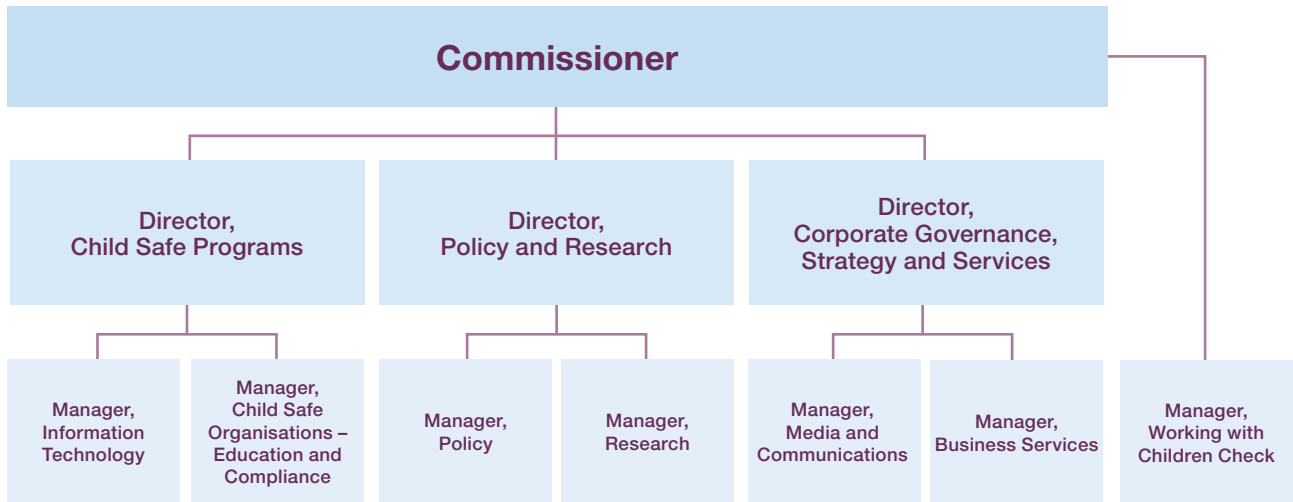 Commissioner
Director,
Child Safe Programs
Director,
Policy and Research
Director,
Corporate Governance,
Strategy and Services
Manager,
Information
Technology
Manager,
Child Safe
Organisations –
Education and
Compliance
Manager,
Policy
Manager,
Research
Manager,
Media and
Communications
Manager,
Business Services
Manager,
Working with
Children Check